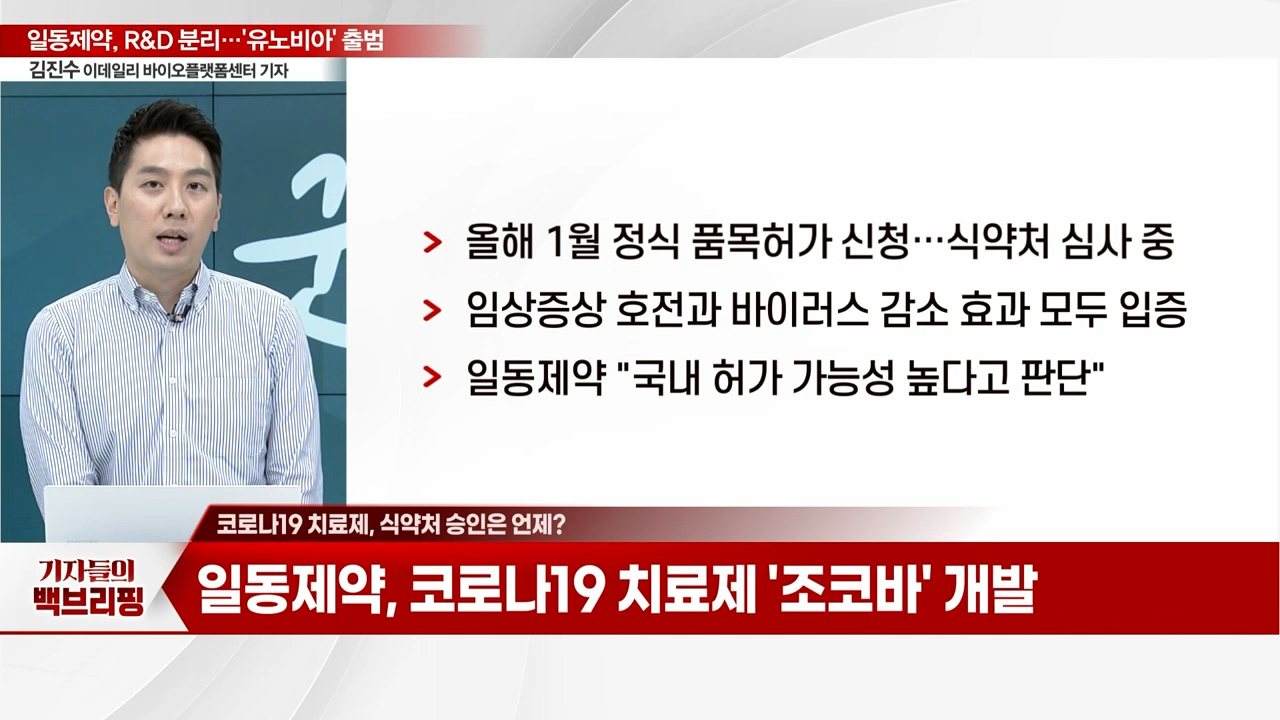 일동제약, R&D 분리…'유노비아' 출범
김진수 이데일리 바이오플랫폼센터 기자
> 올해 1월 정식 품목허가 신청…식약처 심사 중
> 임상증상 호전과 바이러스 감소 효과 모두 입증
> 일동제약 "국내 허가 가능성 높다고 판단"
코로나19 치료제, 식약처 승인은 언제?
기자들의
백브리핑
일동제약, 코로나19 치료제 '조코바' 개발